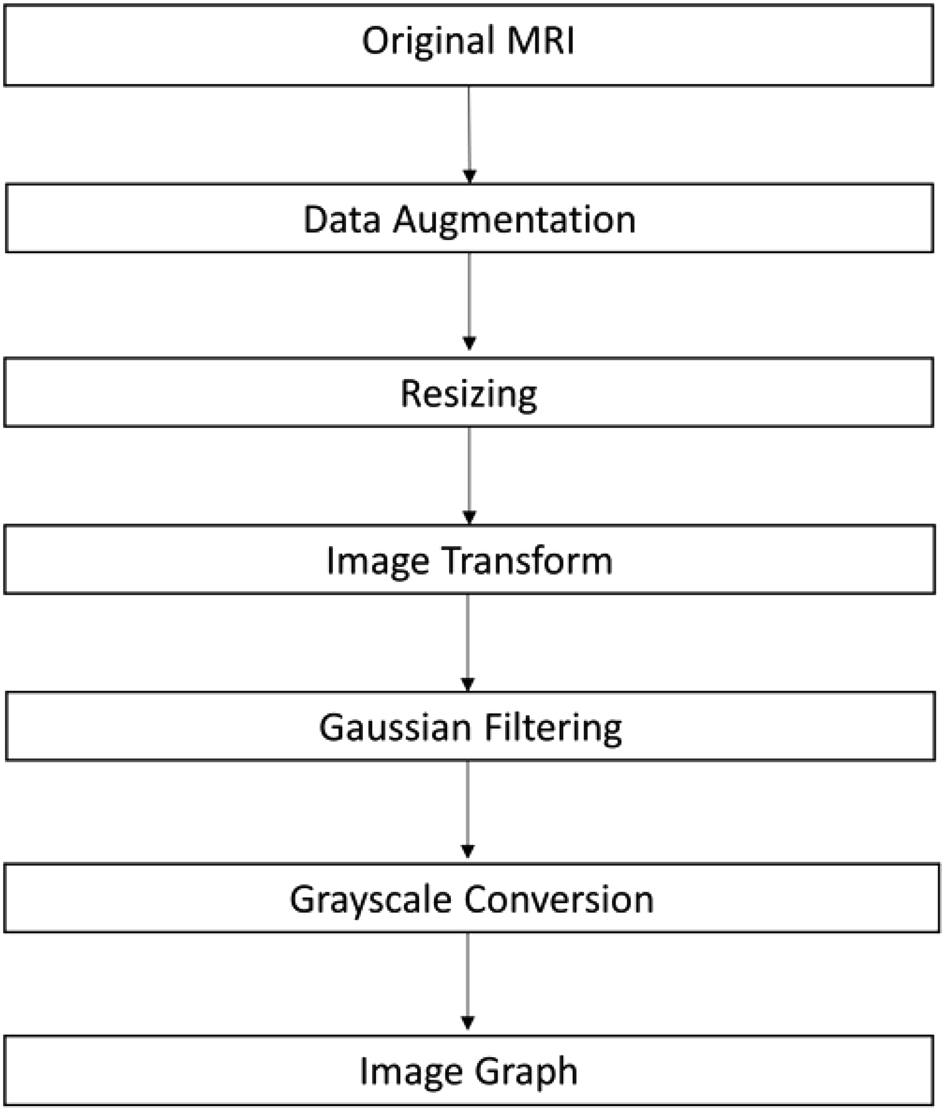 Original MRI
Data Augmentation
Resizing
Image Transform
Gaussian Filtering
Grayscale Conversion
Image Graph